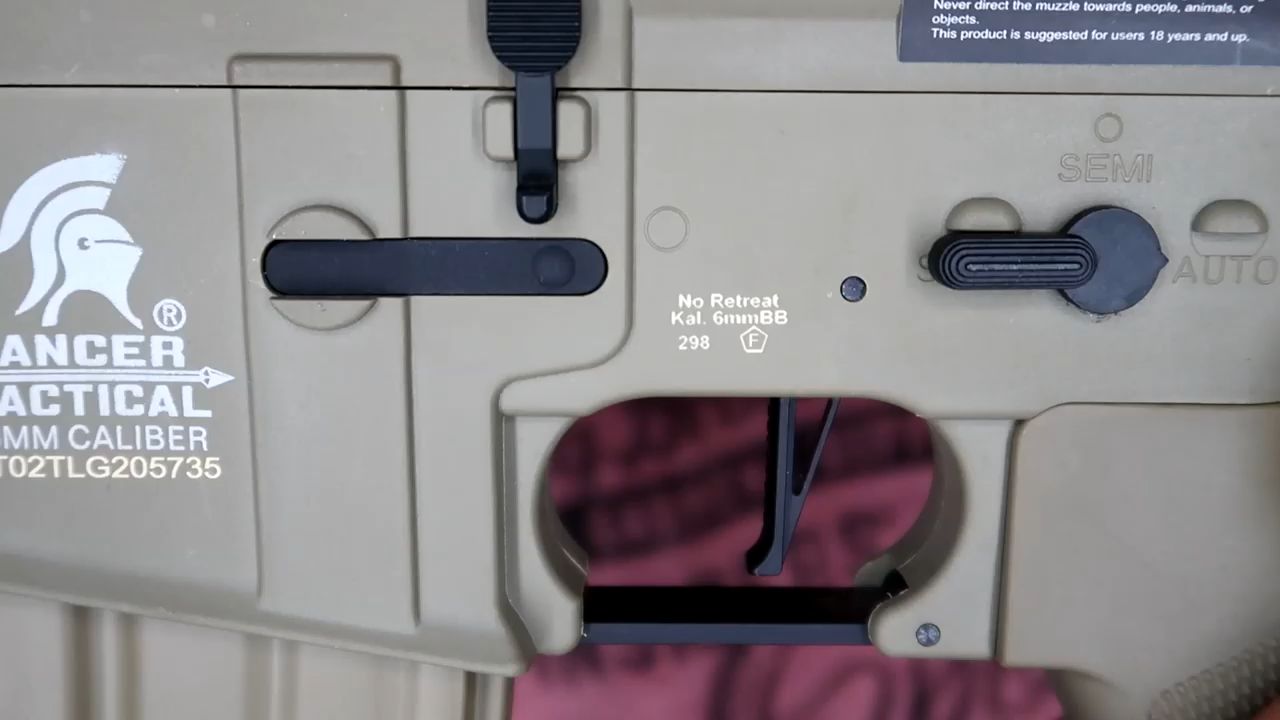 Never direct the muzzle towards people, animals, or
objects.
This product is suggested for users 18 years and up.
SEMI
AUTO
No Retreat
Kal. 6mmBB
298 F
®
ANCER
ACTICAL
MM CALIBER
T02TLG205735